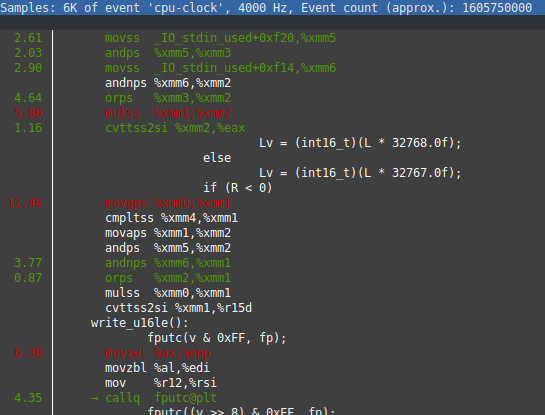 Samples: 6K of event 'cpu-clock', 4000 Hz, Event count (approx.): 1605750000
2.61 movss _IO_stdin_used+0xf20,%xmm5
2.03 andps %xmm5,%xmm3
2.90 movss _IO_stdin_used+0xf14,%xmm6
andnps %xmm6,%xmm2
4.64 orps %xmm3,%xmm2
5.80 mulss %xmm1,%xmm2
1.16 cvttss2si %xmm2,%eax
Lv = (int16_t)(L * 32768.0f);
else
Lv = (int16_t)(L * 32767.0f);
if (R < 0)
12.46 movaps %xmm0,%xmm1
cmpltss %xmm4,%xmm1
movaps %xmm1,%xmm2
andps %xmm5,%xmm2
3.77 andnps %xmm6,%xmm1
0.87 orps %xmm2,%xmm1
mulss %xmm0,%xmm1
cvttss2si %xmm1,%r15d
write_u16le():
fputc(v & 0xFF, fp);
6.38 movzwl %ax,%ebp
movzbl %al,%edi
mov %r12,%rsi
4.35 → callq fputc@plt
fputc((v >> 8) & 0xFF, fp);